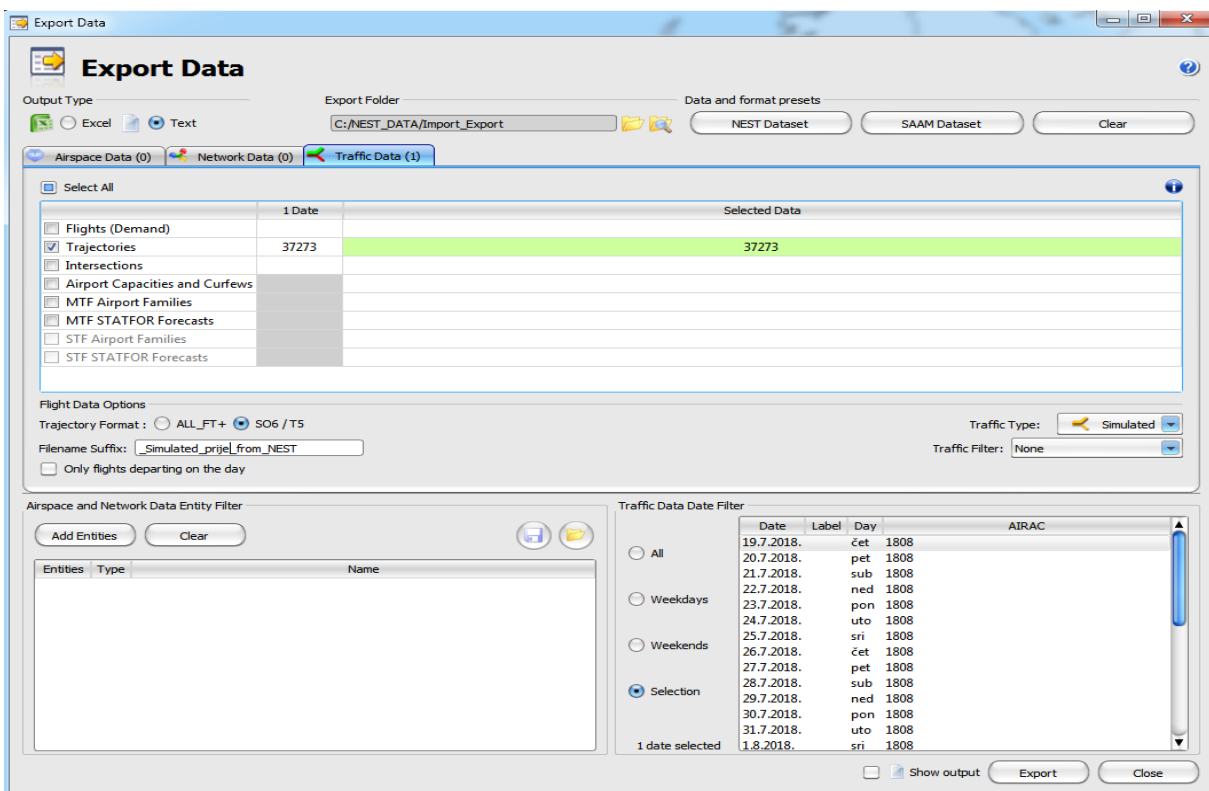 Export Data
Export Data
Output Type
Export Folder
Data and format presets
Excel
Text
C:/NEST_DATA/Import_Export
NEST Dataset
SAAM Dataset
Clear
Airspace Data (0)
Network Data (0)
Traffic Data (1)
Select All
1 Date
Selected Data
Flights (Demand)
Trajectories 37273 37273
Intersections
Airport Capacities and Curfews
MTF Airport Families
MTF STATFOR Forecasts
STF Airport Families
STF STATFOR Forecasts
Flight Data Options
Trajectory Format : ALL_FT+ SO6 / T5
Traffic Type: Simulated
Filename Suffix: _Simulated_prije_from_NEST
Traffic Filter: None
Only flights departing on the day
Airspace and Network Data Entity Filter
Add Entities
Clear
Entities Type Name
Traffic Data Date Filter
All
Weekdays
Weekends
Selection
1 date selected
Date Label Day AIRAC
19.7.2018. čet 1808
20.7.2018. pet 1808
21.7.2018. sub 1808
22.7.2018. ned 1808
23.7.2018. pon 1808
24.7.2018. uto 1808
25.7.2018. sri 1808
26.7.2018. čet 1808
27.7.2018. pet 1808
28.7.2018. sub 1808
29.7.2018. ned 1808
30.7.2018. pon 1808
31.7.2018. uto 1808
1.8.2018. sri 1808
Show output
Export
Close